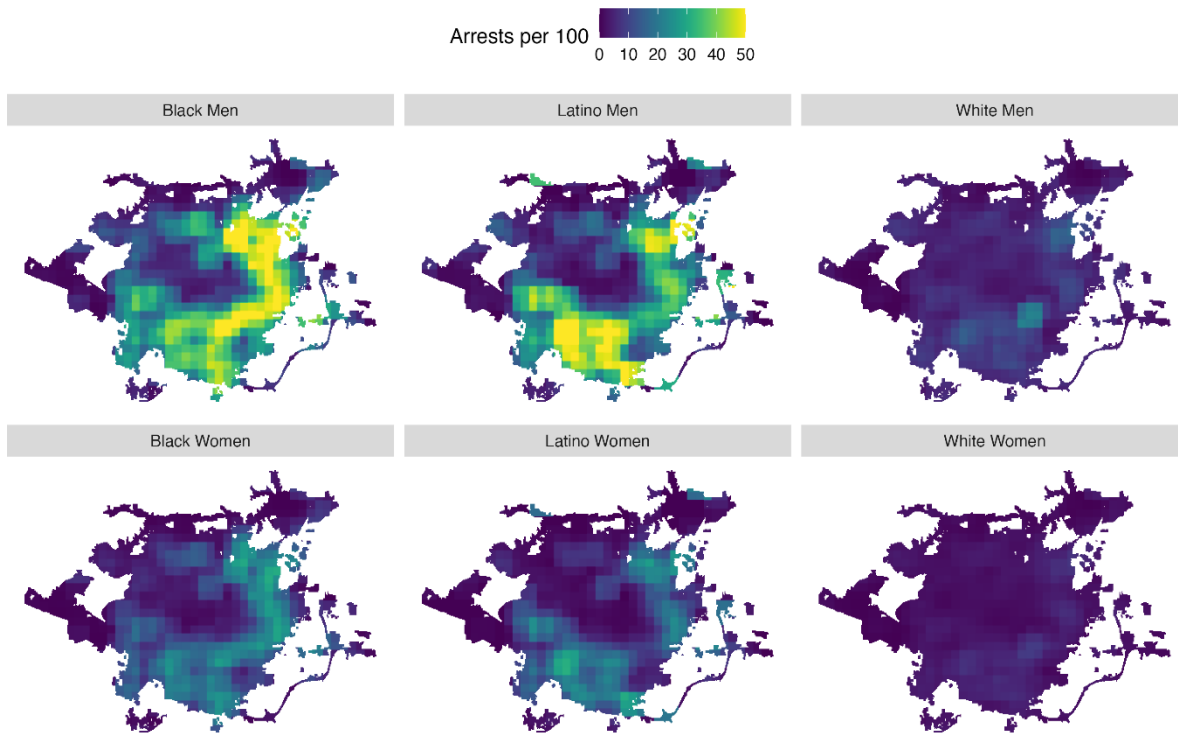 Arrests per 100
0 10 20 30 40 50
Black Men
Latino Men
White Men
Black Women
Latino Women
White Women